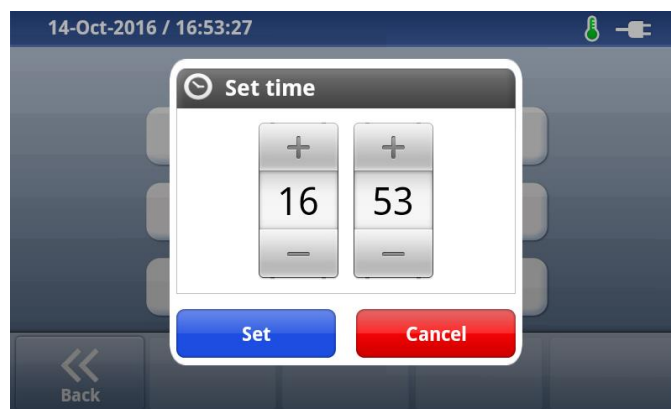 14-Oct-2016 / 16:53:27
Set time
+ +
16 53
− −
Set Cancel
Back